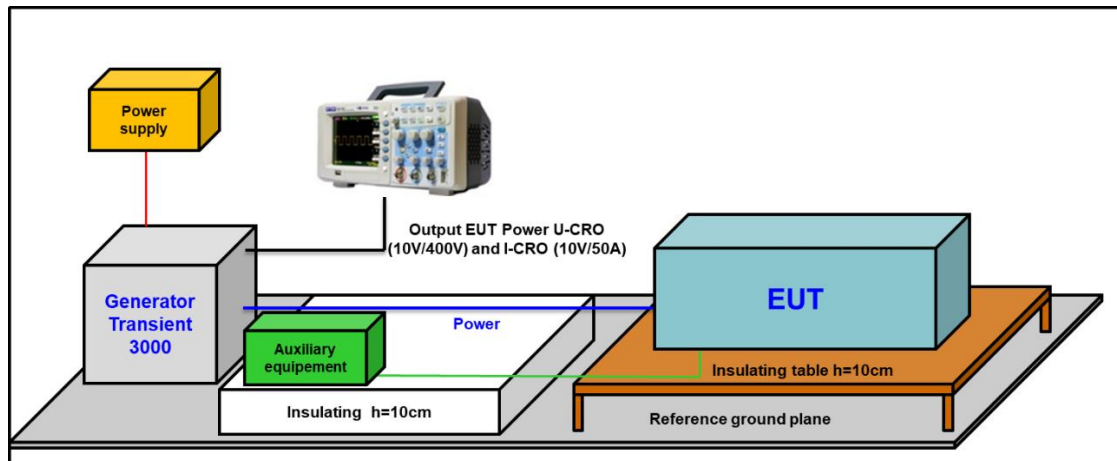 Power
supply
Output EUT Power U-CRO
(10V/400V) and I-CRO (10V/50A)
Generator
Transient
3000
EUT
Power
Auxiliary
equipement
Insulating table h=10cm
Insulating  h=10cm
Reference ground plane